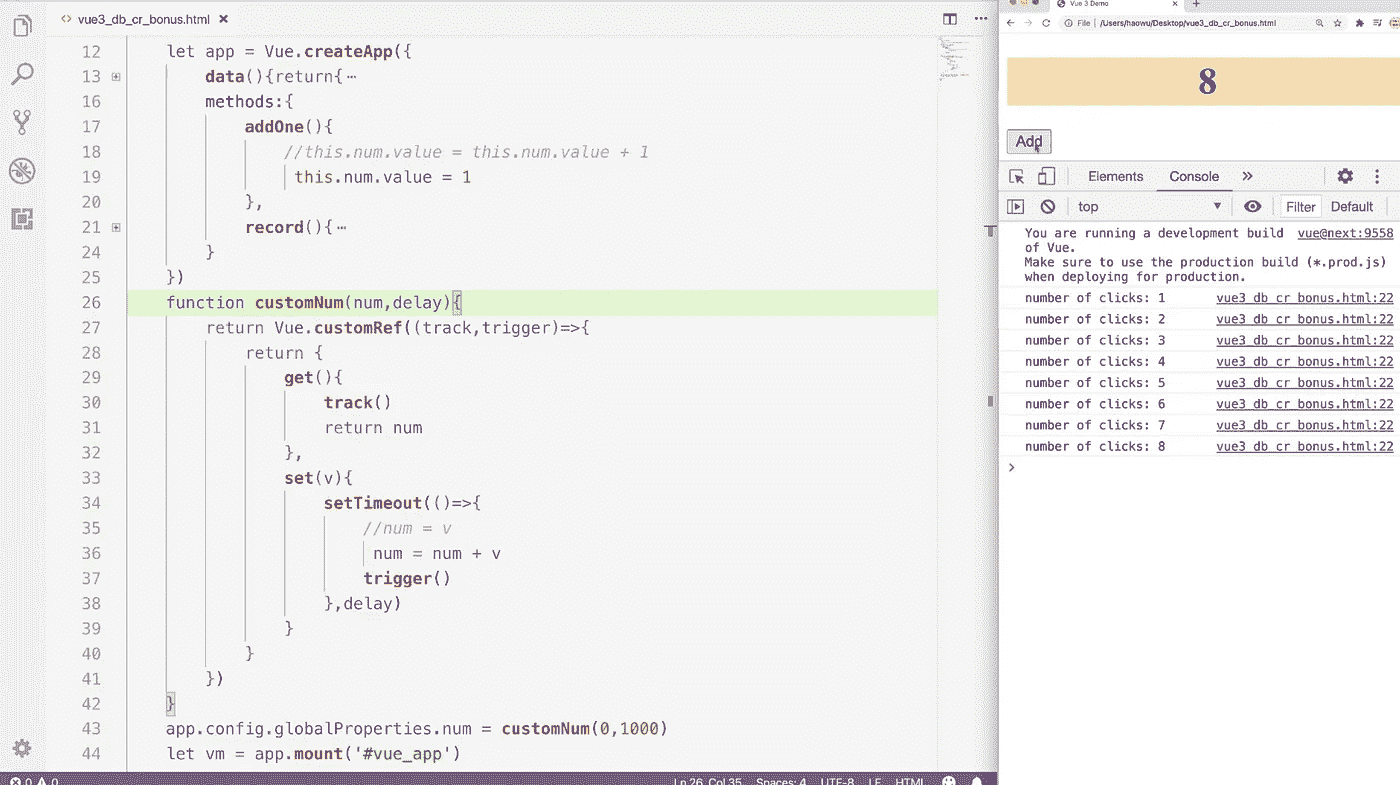 vue3_db_cr_bonus.html
12 let app = Vue.createApp({
13 data(){return{⋯
16 methods:{
17 addOne(){
18 //this.num.value = this.num.value + 1
19 this.num.value = 1
20 },
21 record(){⋯
24 }
25 })
26 function customNum(num,delay){
27 return Vue.customRef((track,trigger)=>{
28 return {
29 get(){
30 track()
31 return num
32 },
33 set(v){
34 setTimeout(()=>{
35 //num = v
36 num = num + v
37 trigger()
38 },delay)
39 }
40 }
41 })
42 }
43 app.config.globalProperties.num = customNum(0,1000)
44 let vm = app.mount('#vue_app')
0 0 Ln 26, Col 35 Spaces: 4 UTF-8 LF HTML
Vue 3 Demo
File /Users/haowu/Desktop/vue3_db_cr_bonus.html
8
Add
Elements Console
top Filter Default
You are running a development build vue@next:9558
of Vue.
Make sure to use the production build (*.prod.js)
when deploying for production.
number of clicks: 1 vue3_db_cr_bonus.html:22
number of clicks: 2 vue3_db_cr_bonus.html:22
number of clicks: 3 vue3_db_cr_bonus.html:22
number of clicks: 4 vue3_db_cr_bonus.html:22
number of clicks: 5 vue3_db_cr_bonus.html:22
number of clicks: 6 vue3_db_cr_bonus.html:22
number of clicks: 7 vue3_db_cr_bonus.html:22
number of clicks: 8 vue3_db_cr_bonus.html:22